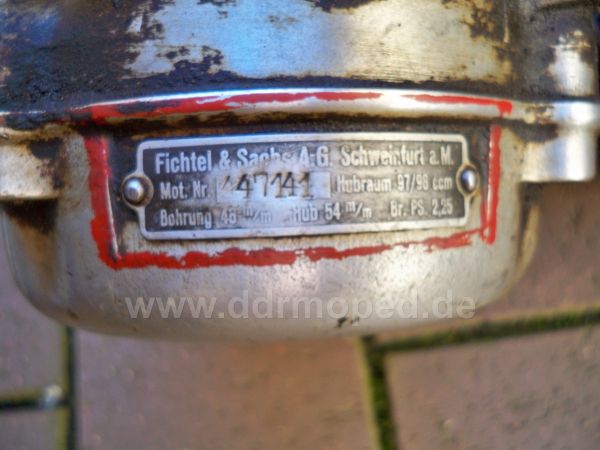 Fichtel & Sachs A-G. Schweinfurt a.M.
Mot. Nr. 447141 Hubraum 97/98 ccm
Bohrung 48 m/m Hub 54 m/m Br. PS. 2,25
www.ddrmoped.de